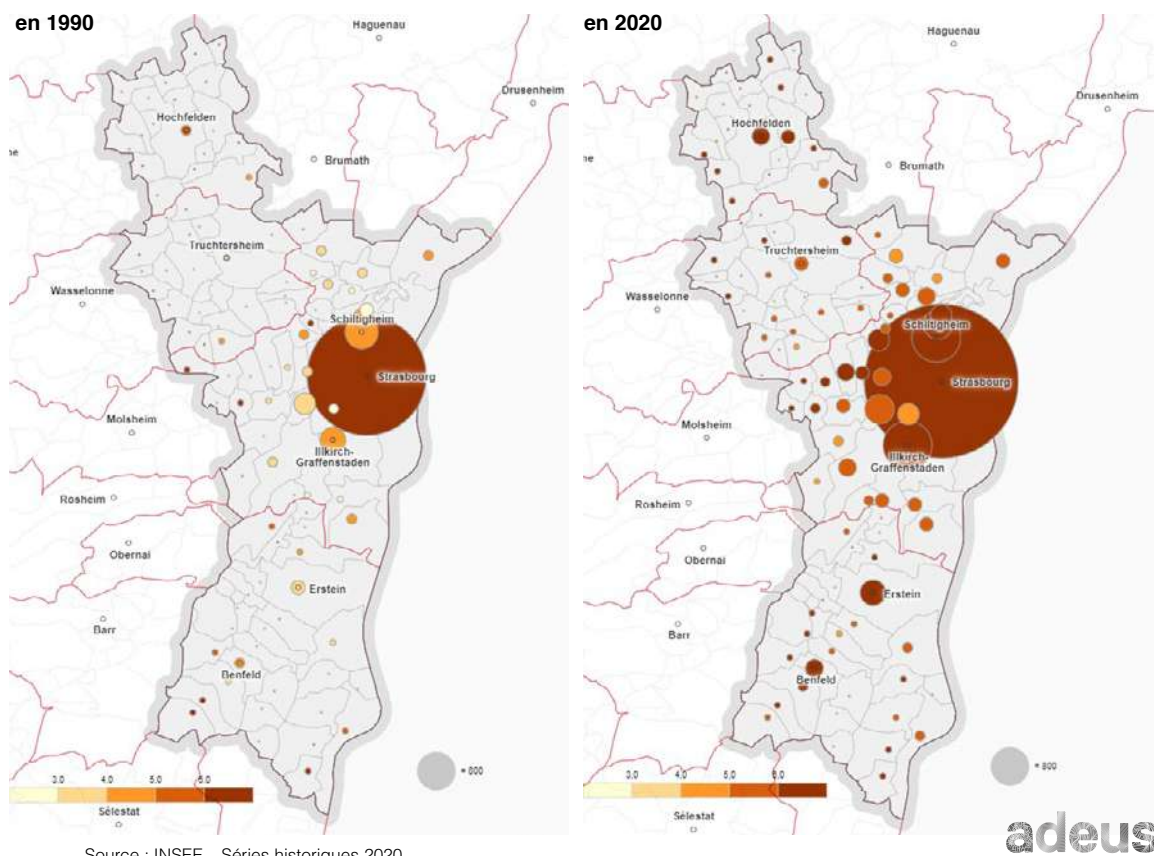 en 1990
Haguenau
Drusenheim
Hochfelden
Brumath
Truchtersheim
Wasselonne
Schiltigheim
Strasbourg
Molsheim
Illkirch-
Graffenstaden
Rosheim
Obernai
Erstein
Barr
Benfeld
= 800
3.0 4.0 5.0 6.0
Sélestat
en 2020
Haguenau
Drusenheim
Hochfelden
ne
Brumath
Truchtersheim
Wasselonne
Schiltigheim
Strasbourg
Molsheim
Illkirch-
Graffenstaden
Rosheim
Obernai
Erstein
Barr
Benfeld
= 800
3.0 4.0 5.0 6.0
Sélestat
adeus
Source : INSEE - Séries historiques 2020